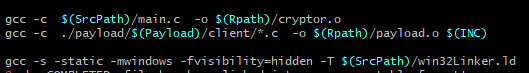 gcc -c $(SrcPath)/main.c -o $(Rpath)/cryptor.o
gcc -c ./payload/$(Payload)/client/*.c -o $(Rpath)/payload.o $(INC)
gcc -s -static -mwindows -fvisibility=hidden -T $(SrcPath)/win32Linker.ld